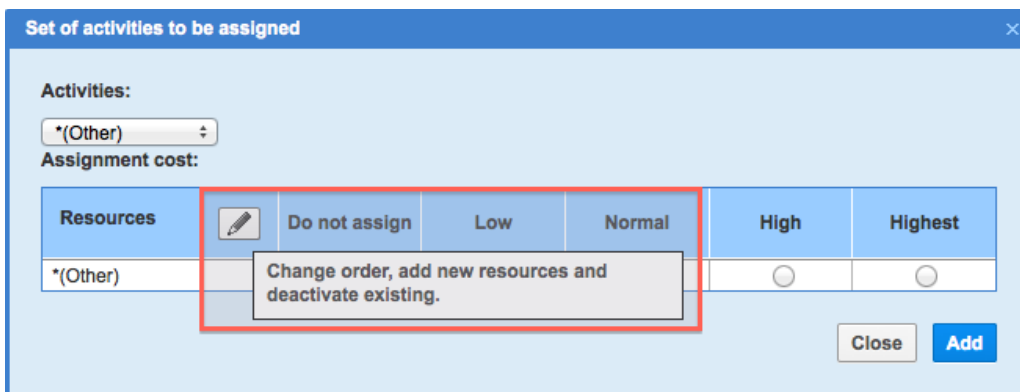 Set of activities to be assigned
Activities:
*(Other)
Assignment cost:
Resources Do not assign Low Normal High Highest
*(Other)
Change order, add new resources and
deactivate existing.
Close Add